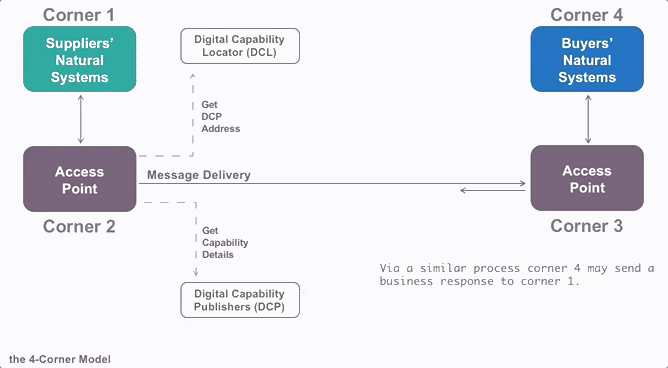 Corner 1
Corner 4
Suppliers'
Natural
Systems
Digital Capability
Locator (DCL)
Buyers'
Natural
Systems
Get
DCP
Address
Access
Point
Message Delivery
Access
Point
Corner 2
Corner 3
Get
Capability
Details
Via a similar process corner 4 may send a
business response to corner 1.
Digital Capability
Publishers (DCP)
the 4-Corner Model